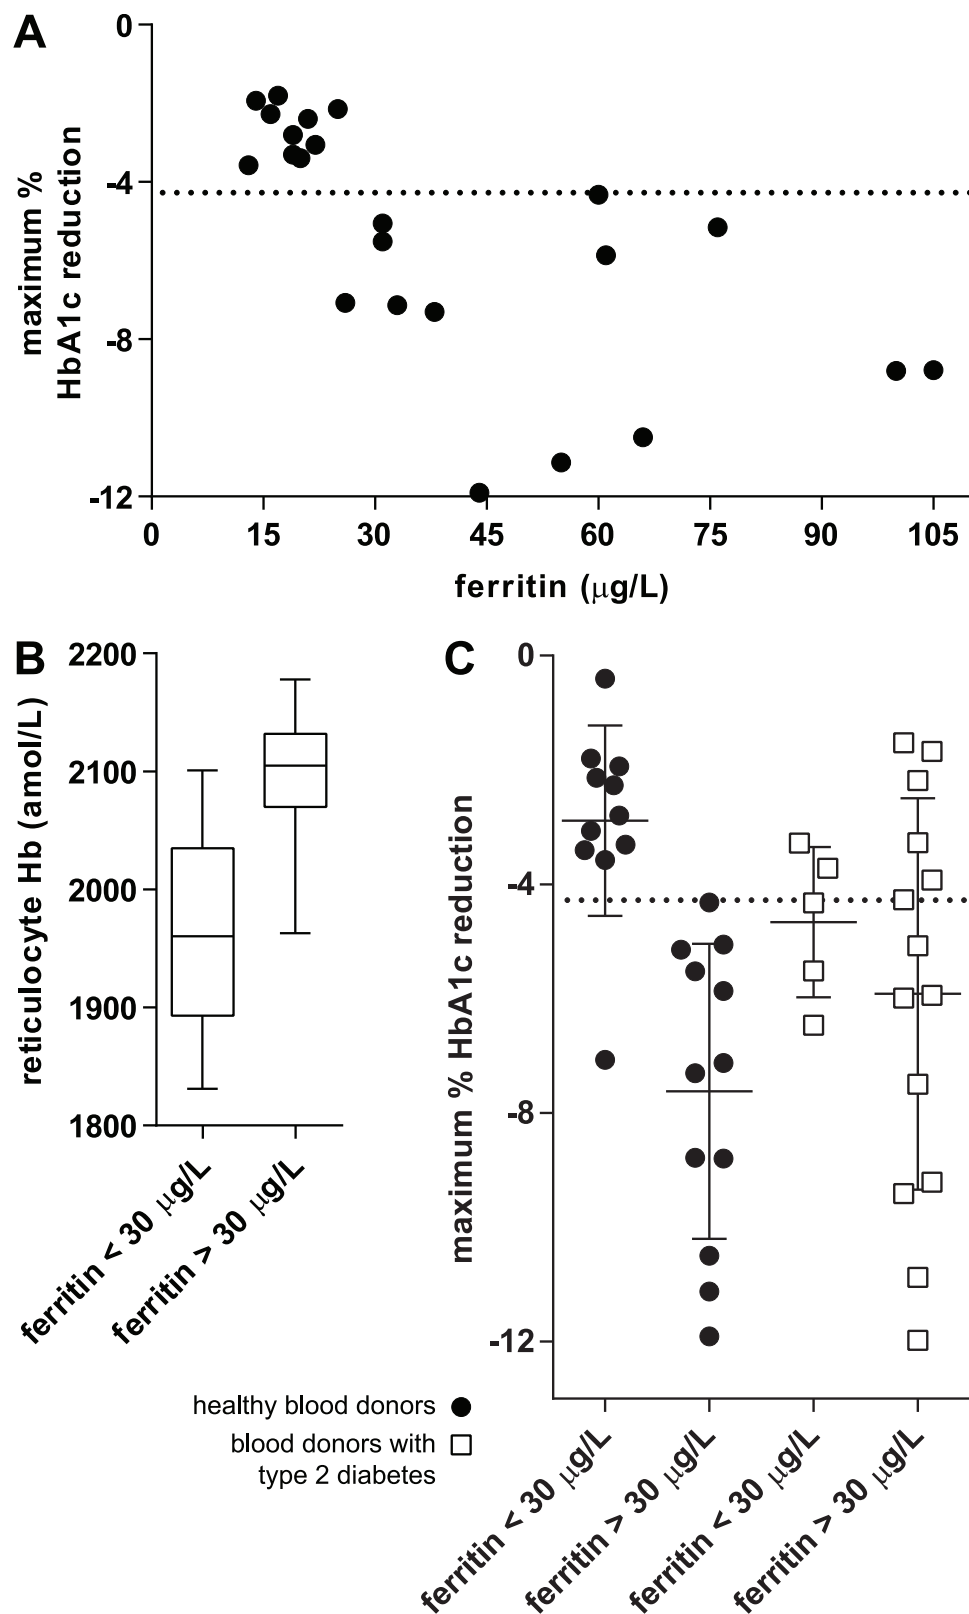 A
0
-4
-8
-12
maximum %
HbA1c reduction
0 15 30 45 60 75 90 105
ferritin (μg/L)
B
2200
2100
2000
1900
1800
reticulocyte Hb (amol/L)
ferritin < 30 μg/L
ferritin > 30 μg/L
C
0
-4
-8
-12
maximum % HbA1c reduction
ferritin < 30 μg/L
ferritin > 30 μg/L
ferritin < 30 μg/L
ferritin > 30 μg/L
healthy blood donors
blood donors with
type 2 diabetes